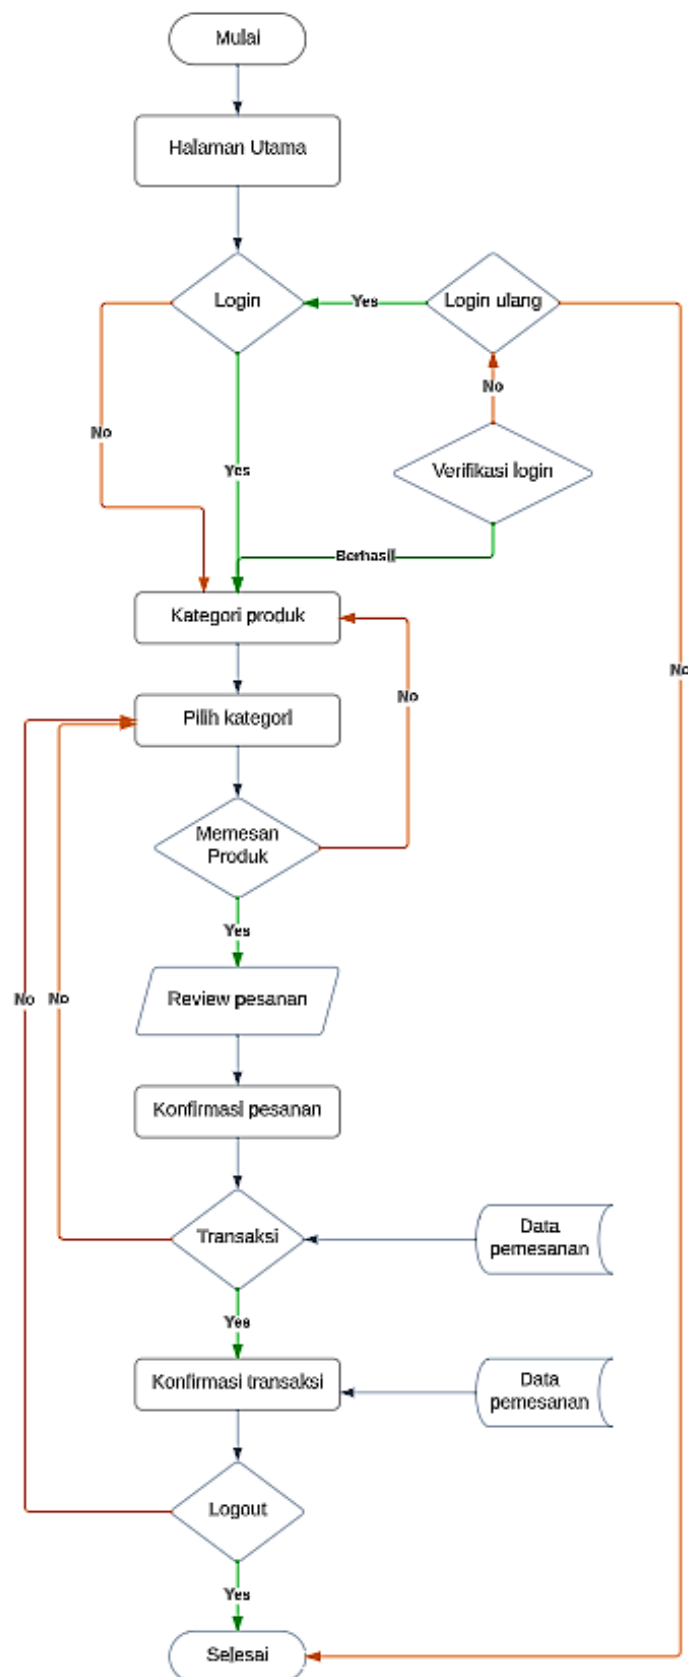 Mulai
Halaman Utama
Login
Yes
Login ulang
No
No
Verifikasi login
Yes
Berhasil
Kategori produk
No
No
Pilih kategori
Memesan
Produk
Yes
Review pesanan
No
No
Konfirmasi pesanan
Transaksi
Data
pemesanan
Yes
Konfirmasi transaksi
Data
pemesanan
Logout
Yes
Selesai